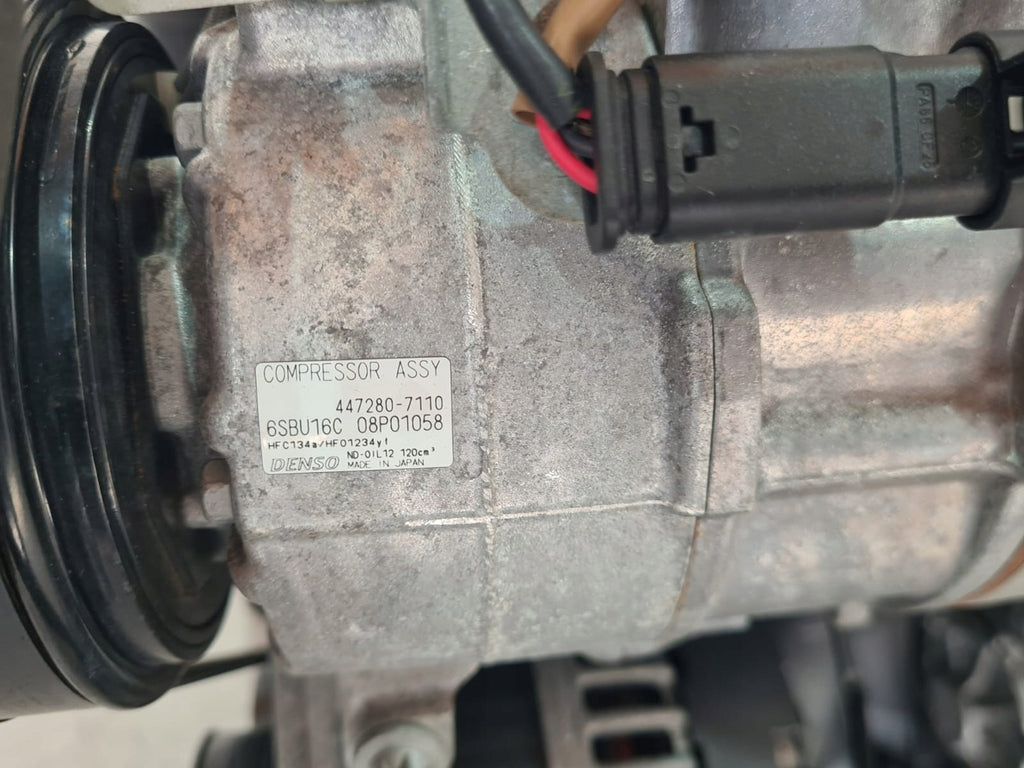 COMPRESSOR ASSY
447280-7110
6SBU16C 08P01058
HFC134a/HFO1234yf
ND-OIL12 120cm³
DENSO MADE IN JAPAN